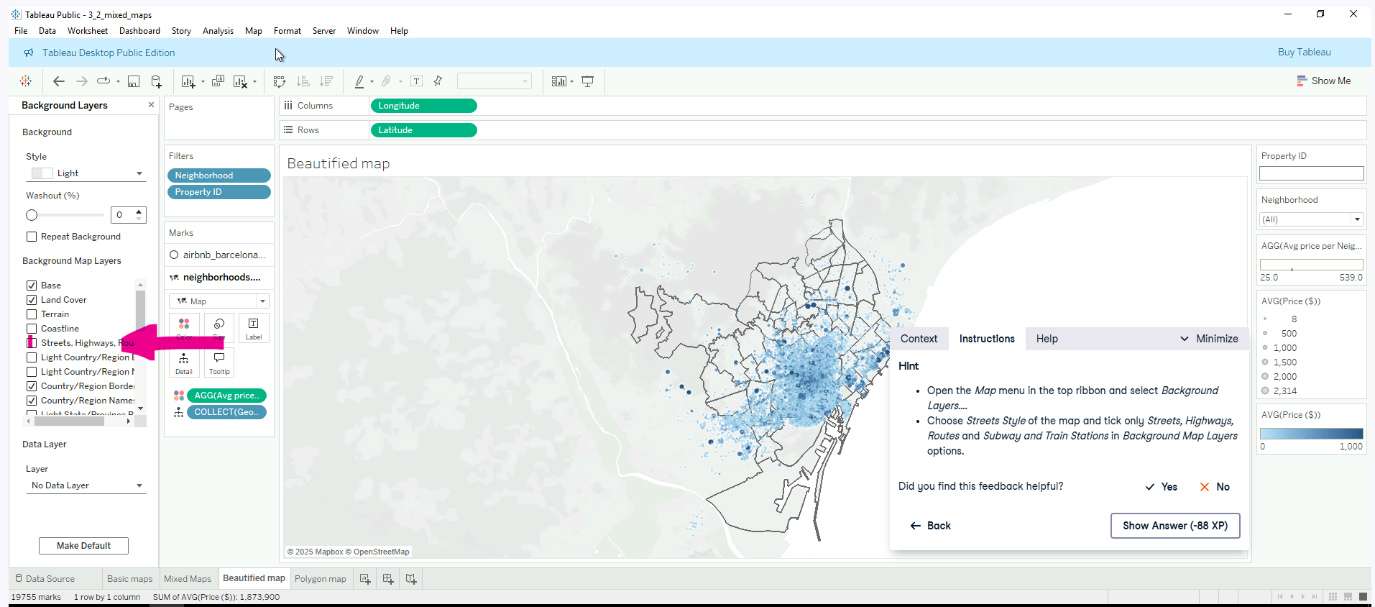 Tableau Public - 3_2_mixed_maps
File Data Worksheet Dashboard Story Analysis Map Format Server Window Help
Tableau Desktop Public Edition
Buy Tableau
Show Me
Background Layers
Background
Style
Light
Washout (%)
0
Repeat Background
Background Map Layers
Base
Land Cover
Terrain
Coastline
Streets, Highways, Rou
Light Country/Region
Light Country/Region
Country/Region Border
Country/Region Names
Light State/Province
Data Layer
Layer
No Data Layer
Make Default
Pages
Filters
Neighborhood
Property ID
Marks
airbnb_barcelona...
neighborhoods....
Map
Color
Size
Label
Detail
Tooltip
AGG(Avg price..
COLLECT(Geo..
Columns
Longitude
Rows
Latitude
Beautified map
© 2025 Mapbox © OpenStreetMap
Context
Instructions
Help
Minimize
Hint
• Open the Map menu in the top ribbon and select Background
Layers....
• Choose Streets Style of the map and tick only Streets, Highways,
Routes and Subway and Train Stations in Background Map Layers
options.
Did you find this feedback helpful?
Yes
No
Back
Show Answer (-88 XP)
Property ID
Neighborhood
(All)
AGG(Avg price per Neig...
25.0 539.0
AVG(Price ($))
8
500
1,000
1,500
2,000
2,314
AVG(Price ($))
0 1,000
Data Source
Basic maps
Mixed Maps
Beautified map
Polygon map
19755 marks 1 row by 1 column SUM of AVG(Price ($)): 1,873,900